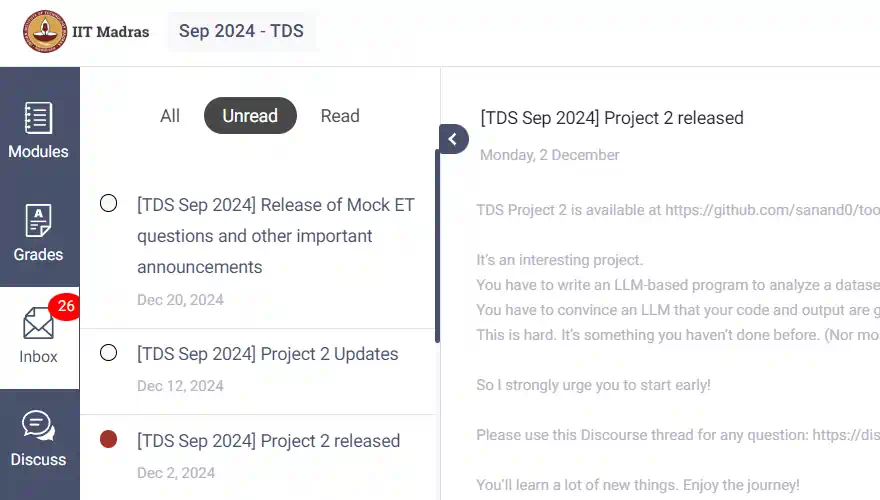 IIT Madras
Sep 2024 - TDS
Modules
Grades
26
Inbox
Discuss
All
Unread
Read
[TDS Sep 2024] Release of Mock ET
questions and other important
announcements
Dec 20, 2024
[TDS Sep 2024] Project 2 Updates
Dec 12, 2024
[TDS Sep 2024] Project 2 released
Dec 2, 2024
[TDS Sep 2024] Project 2 released
Monday, 2 December
TDS Project 2 is available at https://github.com/sanand0/too
It's an interesting project.
You have to write an LLM-based program to analyze a datase
You have to convince an LLM that your code and output are g
This is hard. It's something you haven't done before. (Nor mo
So I strongly urge you to start early!
Please use this Discourse thread for any question: https://dis
You'll learn a lot of new things. Enjoy the journey!